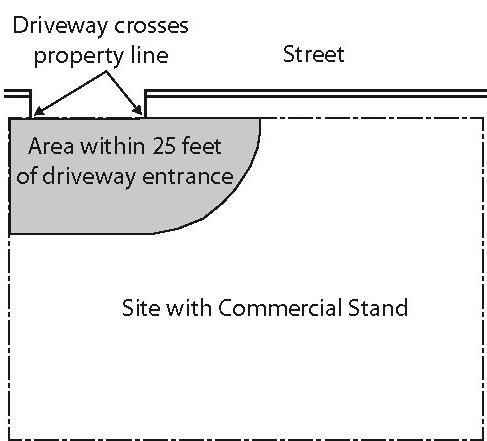 Driveway crosses
property line
Street
Area within 25 feet
of driveway entrance
Site with Commercial Stand